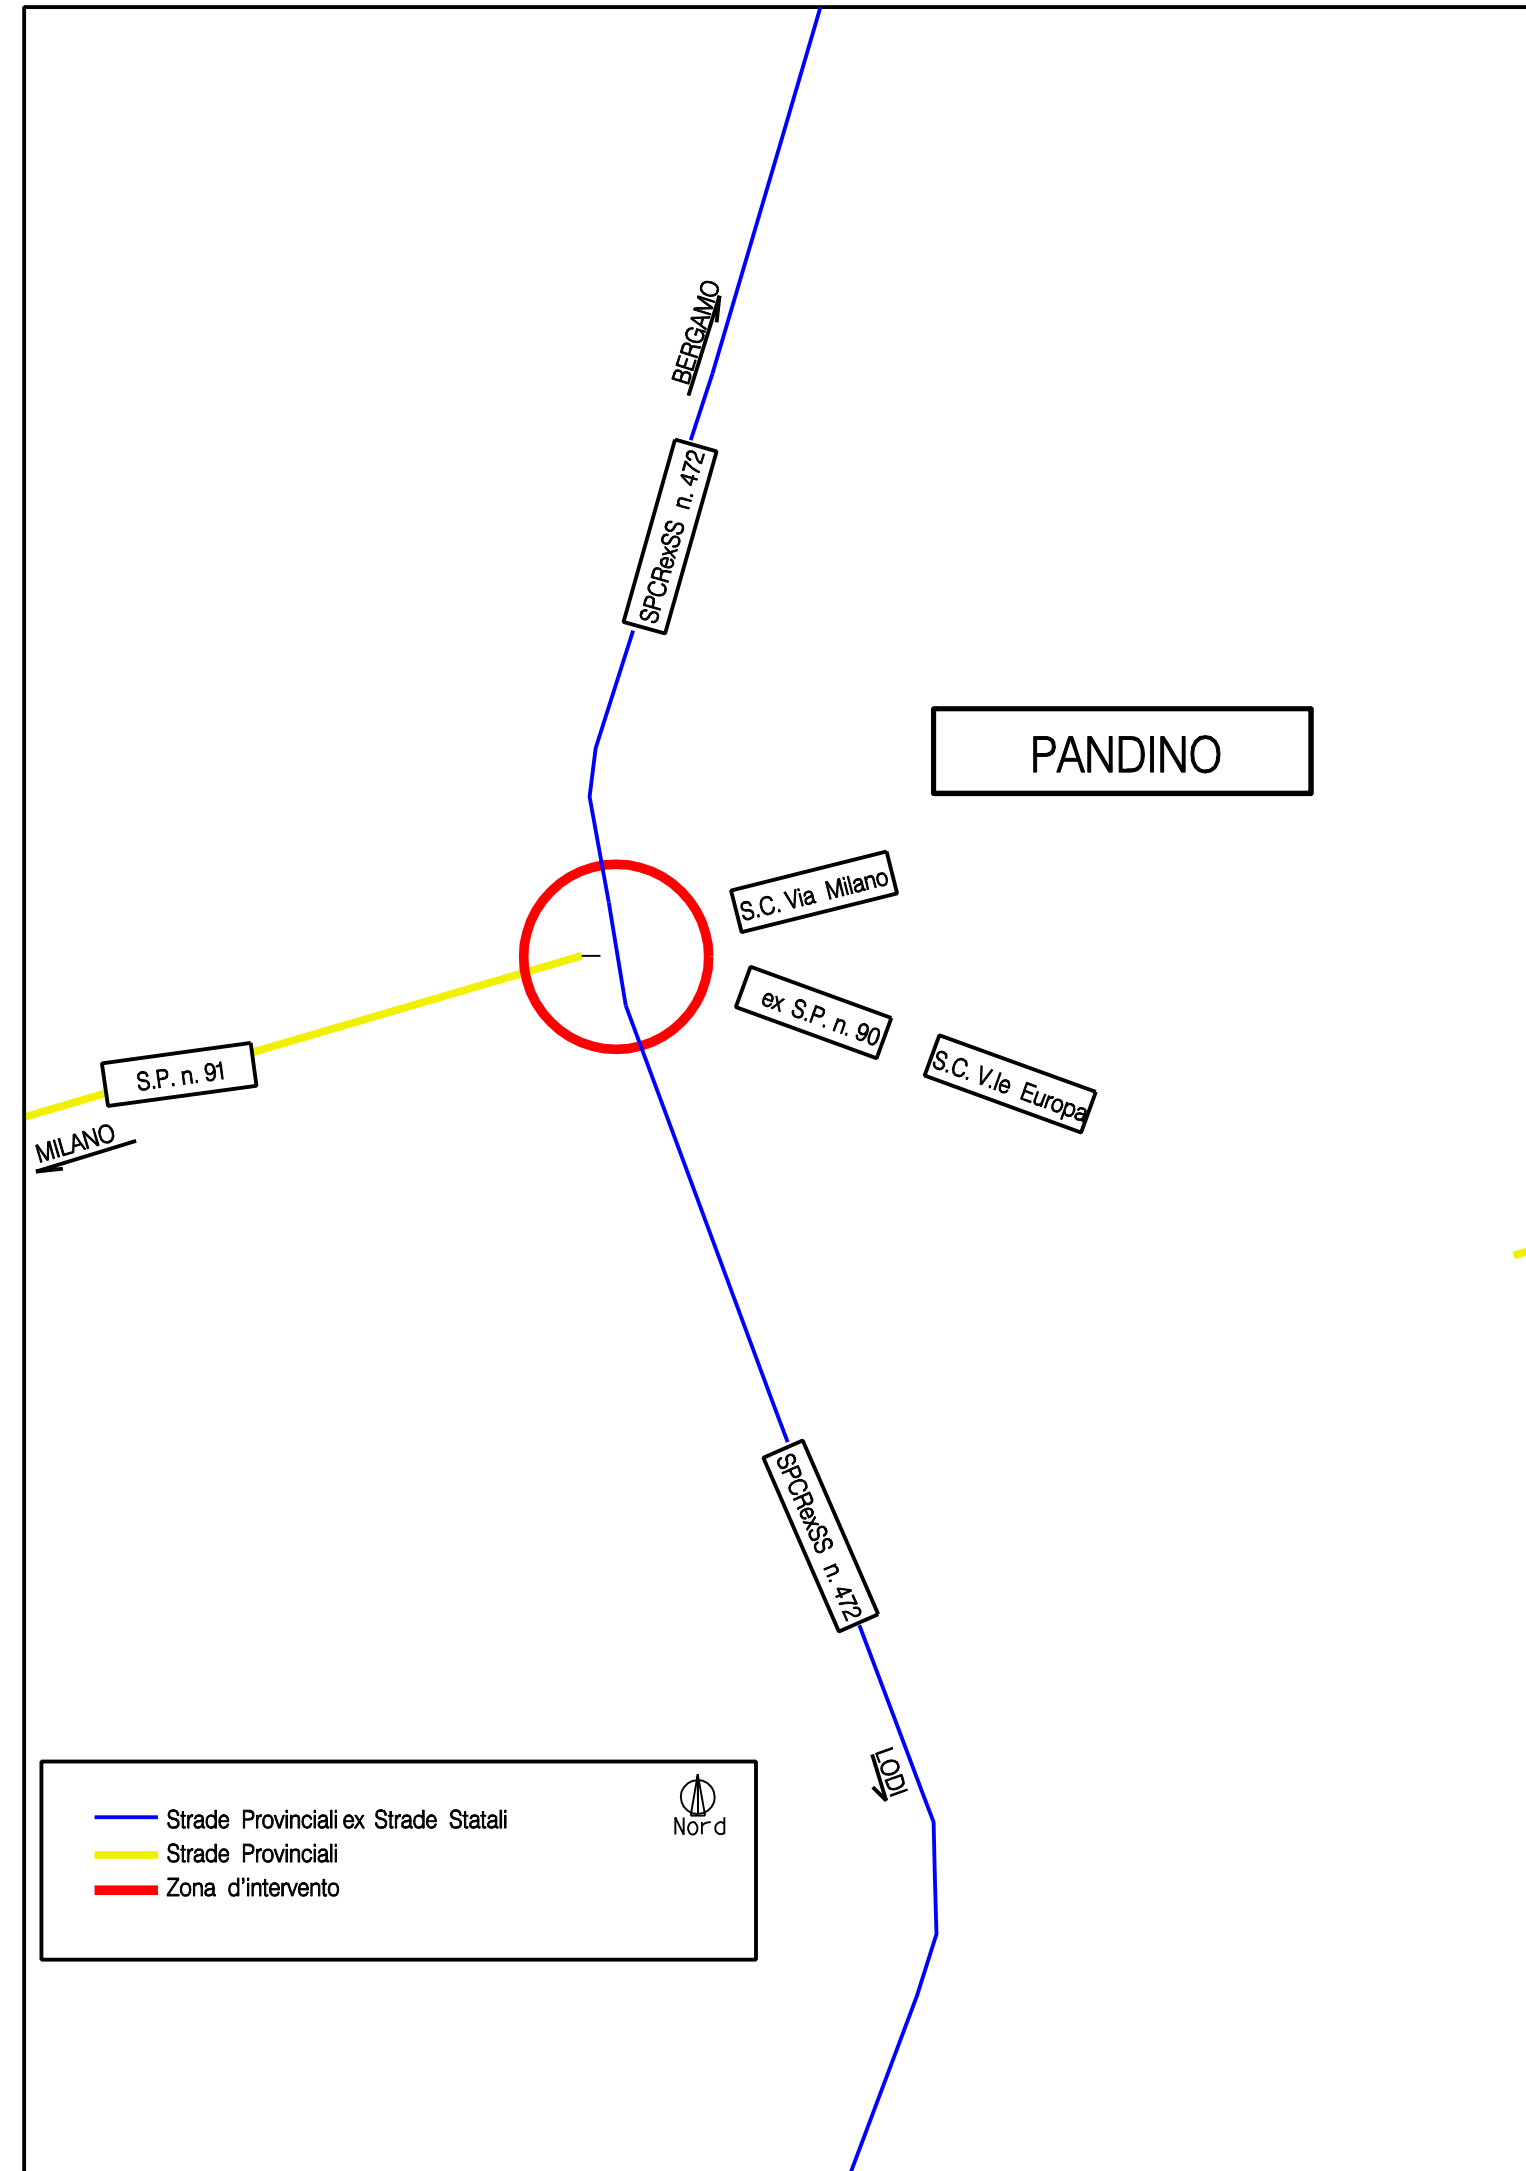 BERGAMO
SPCRexSS n. 472
PANDINO
S.C. Via Milano
ex S.P. n. 90
S.C. V.le Europa
S.P. n. 91
MILANO
SPCRexSS n. 472
LODI
Nord
Strade Provinciali ex Strade Statali
Strade Provinciali
Zona d'intervento